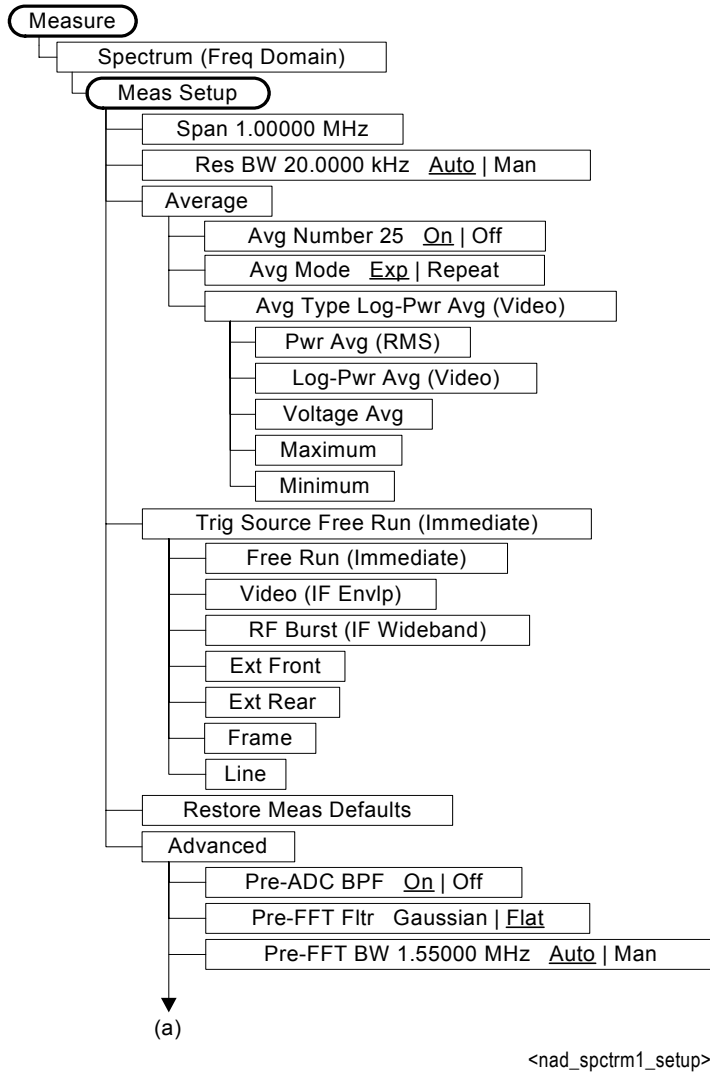 Measure
Spectrum (Freq Domain)
Meas Setup
Span 1.00000 MHz
Res BW 20.0000 kHz Auto | Man
Average
Avg Number 25 On | Off
Avg Mode Exp | Repeat
Avg Type Log-Pwr Avg (Video)
Pwr Avg (RMS)
Log-Pwr Avg (Video)
Voltage Avg
Maximum
Minimum
Trig Source Free Run (Immediate)
Free Run (Immediate)
Video (IF Envlp)
RF Burst (IF Wideband)
Ext Front
Ext Rear
Frame
Line
Restore Meas Defaults
Advanced
Pre-ADC BPF On | Off
Pre-FFT Fltr Gaussian | Flat
Pre-FFT BW 1.55000 MHz Auto | Man
(a)
<nad_spctrm1_setup>